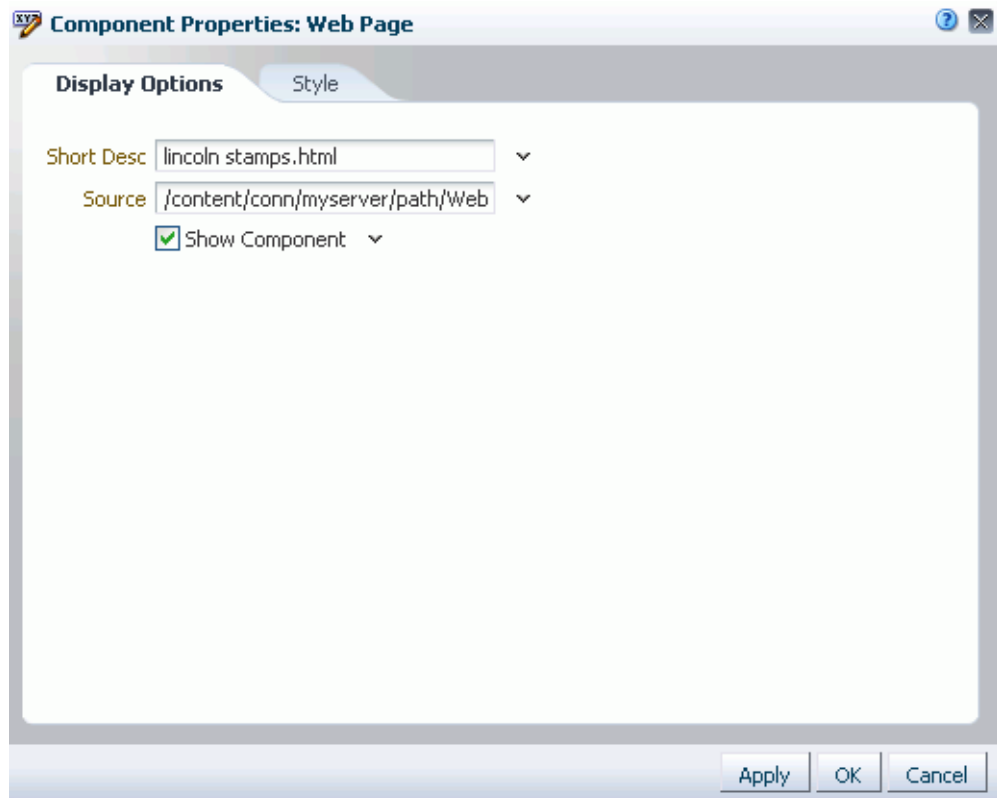 Component Properties: Web Page
Display Options Style
Short Desc lincoln stamps.html
Source /content/conn/myserver/path/Web
Show Component
Apply OK Cancel